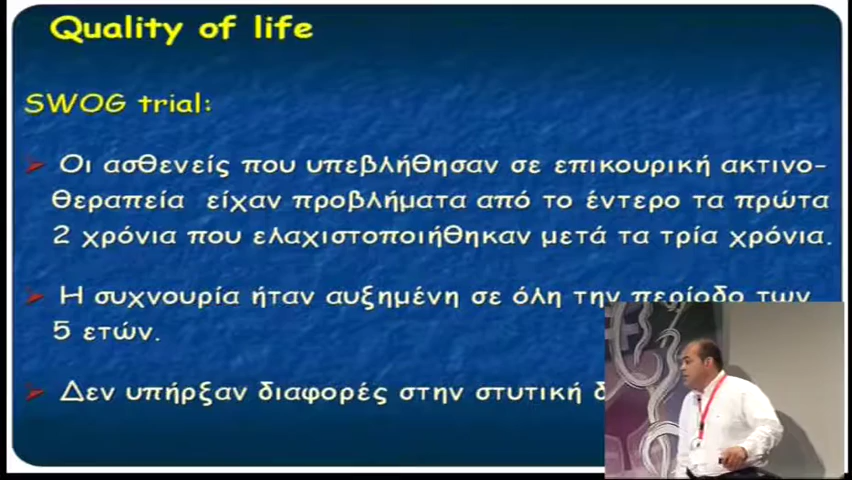 Quality of life
SWOG trial:
Οι ασθενείς που υπεβλήθησαν σε επικουρική ακτινο-
θεραπεία είχαν προβλήματα από το έντερο τα πρώτα
2 χρόνια που ελαχιστοποιήθηκαν μετά τα τρία χρόνια.
Η συχνουρία ήταν αυξημένη σε όλη την περίοδο των
5 ετών.
Δεν υπήρξαν διαφορές στην στυτική